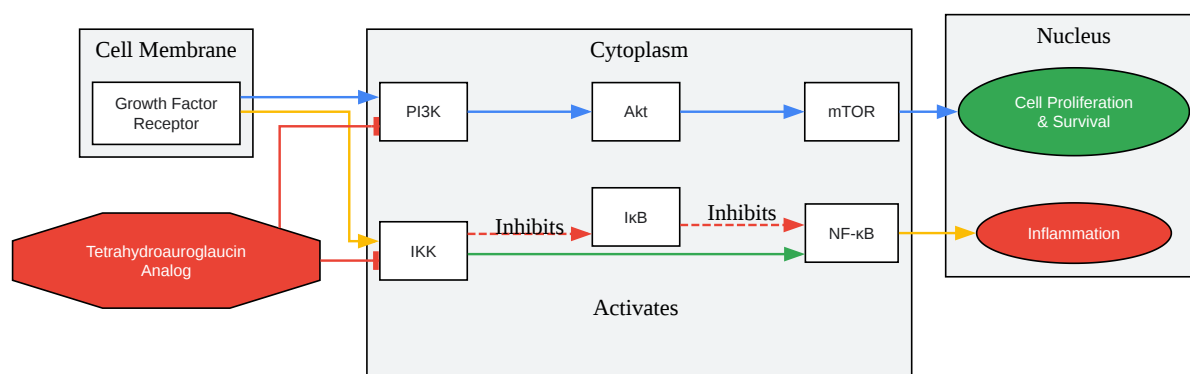 Cell Membrane
Growth Factor
Receptor
Tetrahydroauroglaucin
Analog
Cytoplasm
PI3K
Akt
mTOR
IKK
Inhibits
IκB
Inhibits
NF-κB
Activates
Nucleus
Cell Proliferation
& Survival
Inflammation